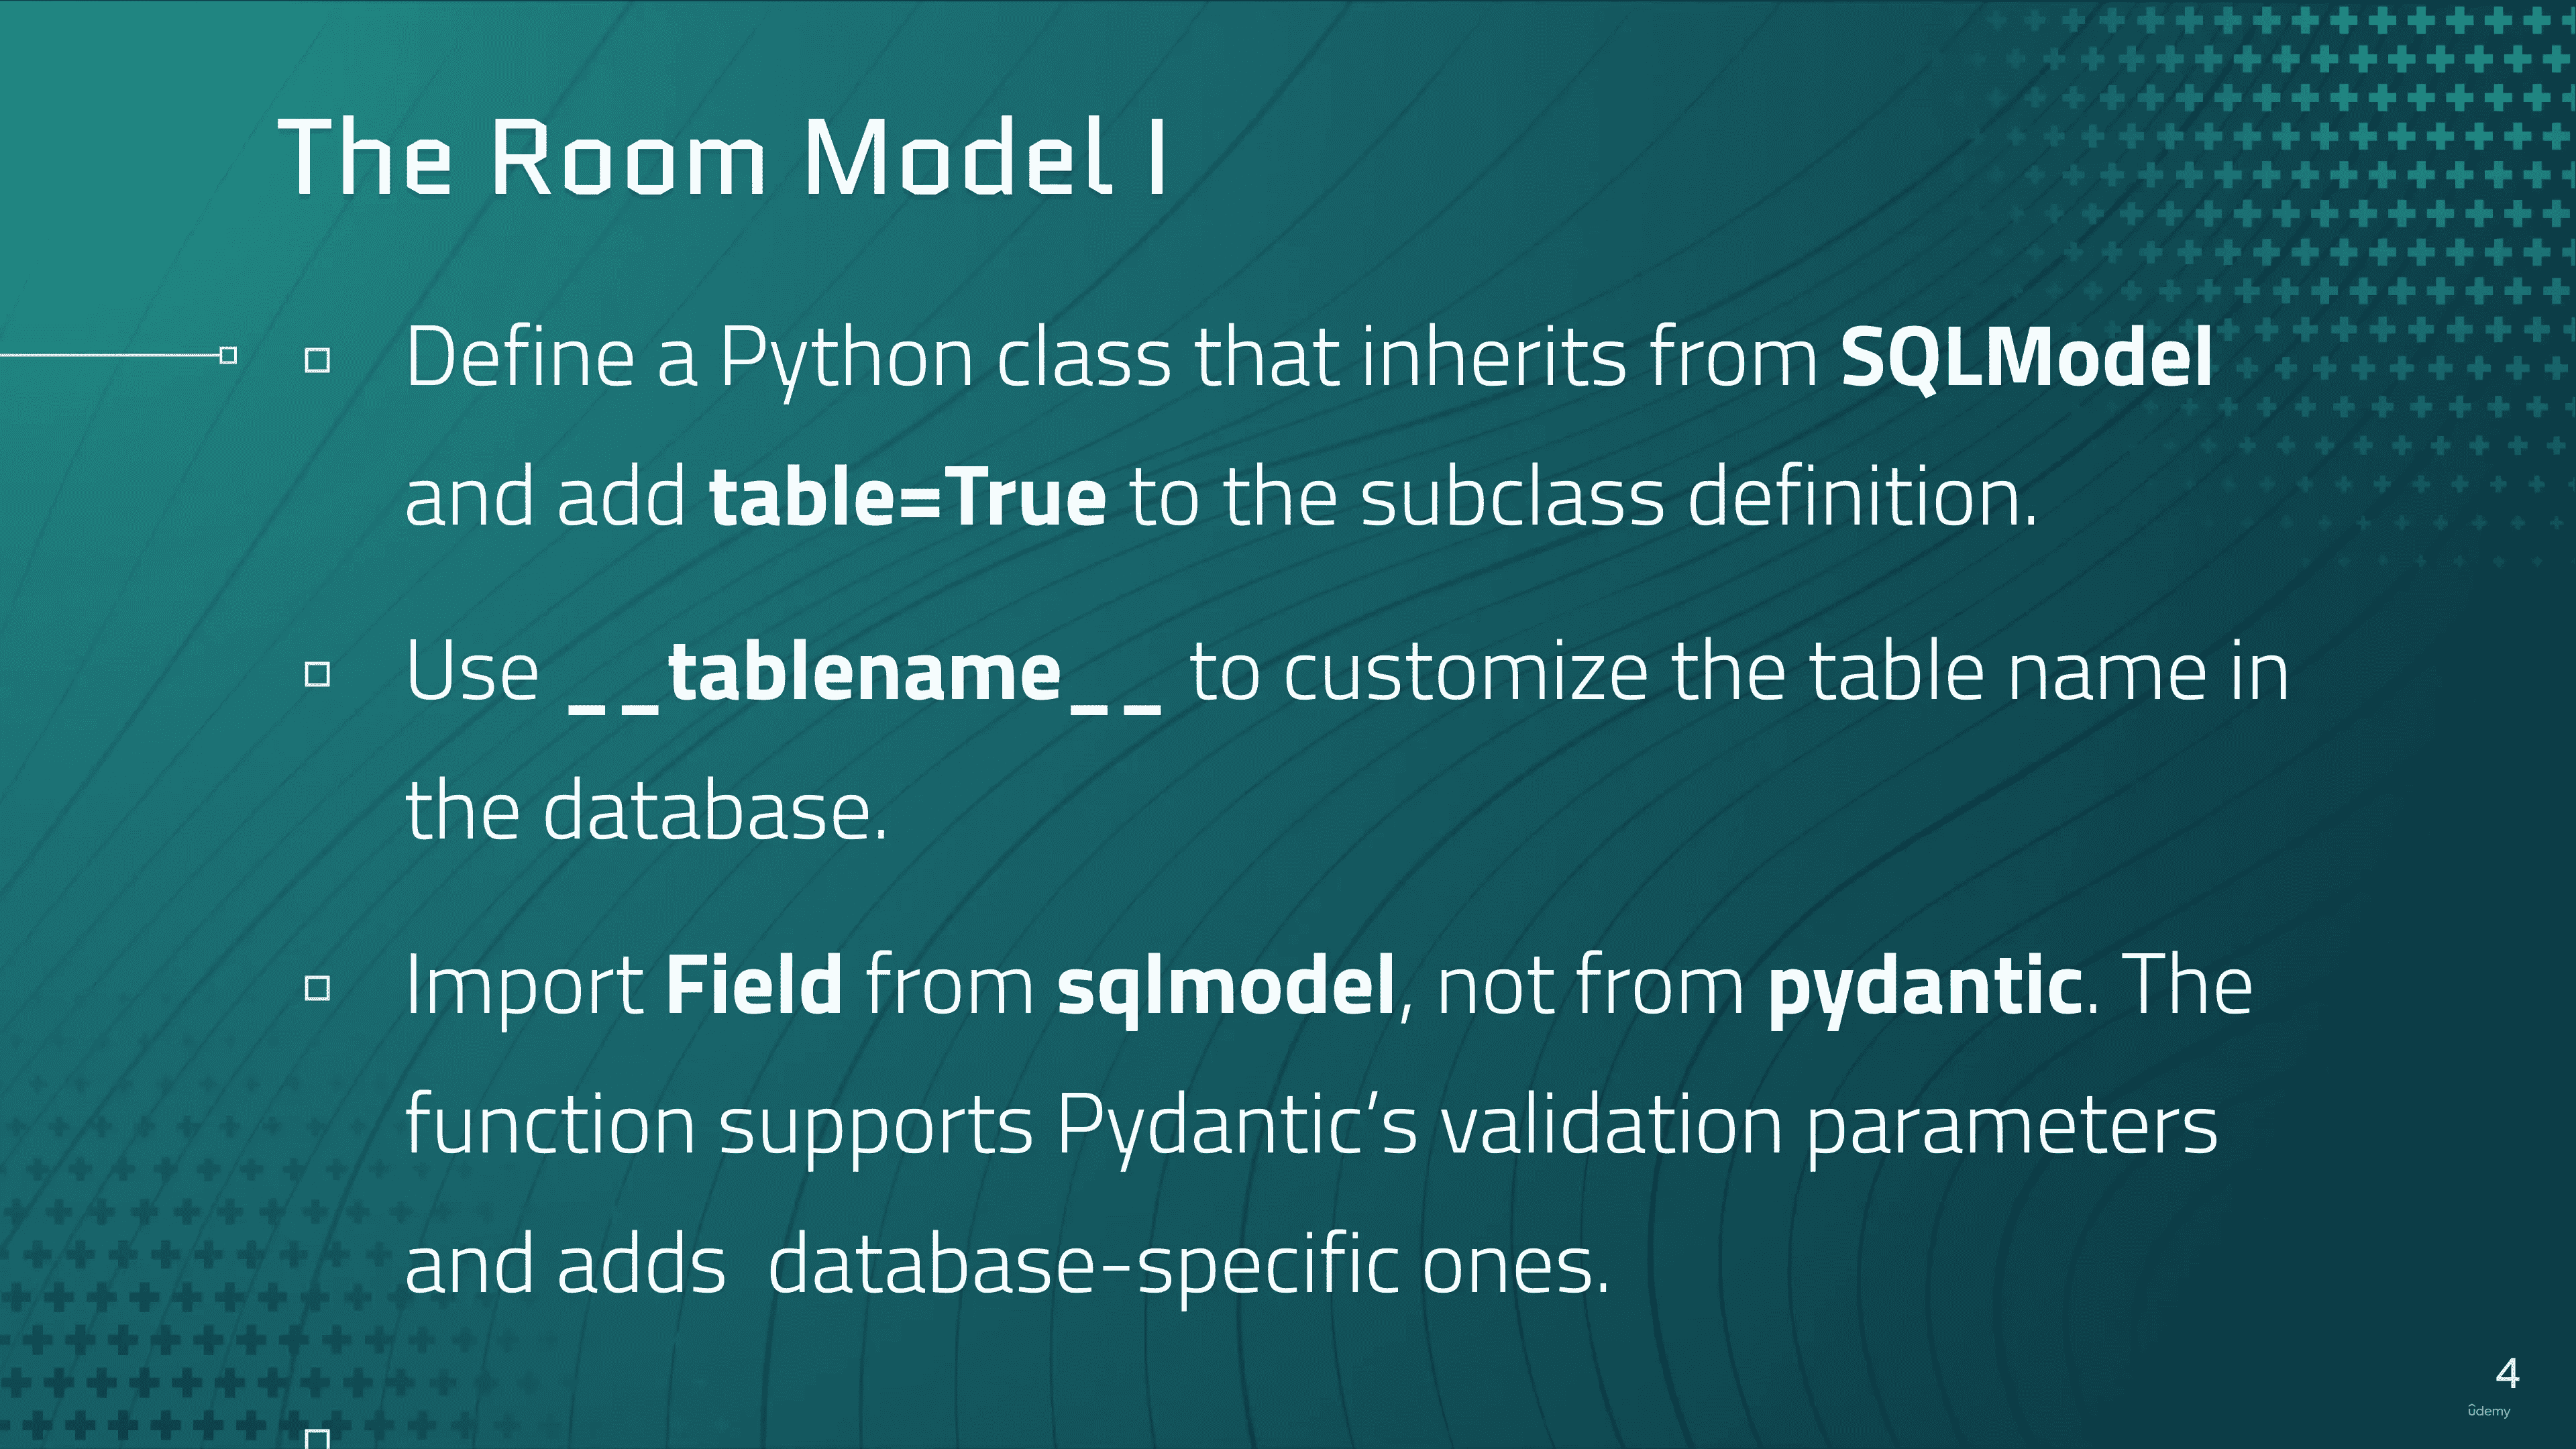 The Room Model I
Define a Python class that inherits from SQLModel
and add table=True to the subclass definition.
Use __tablename__ to customize the table name in
the database.
Import Field from sqlmodel, not from pydantic. The
function supports Pydantic’s validation parameters
and adds  database-specific ones.
4
ûdemy